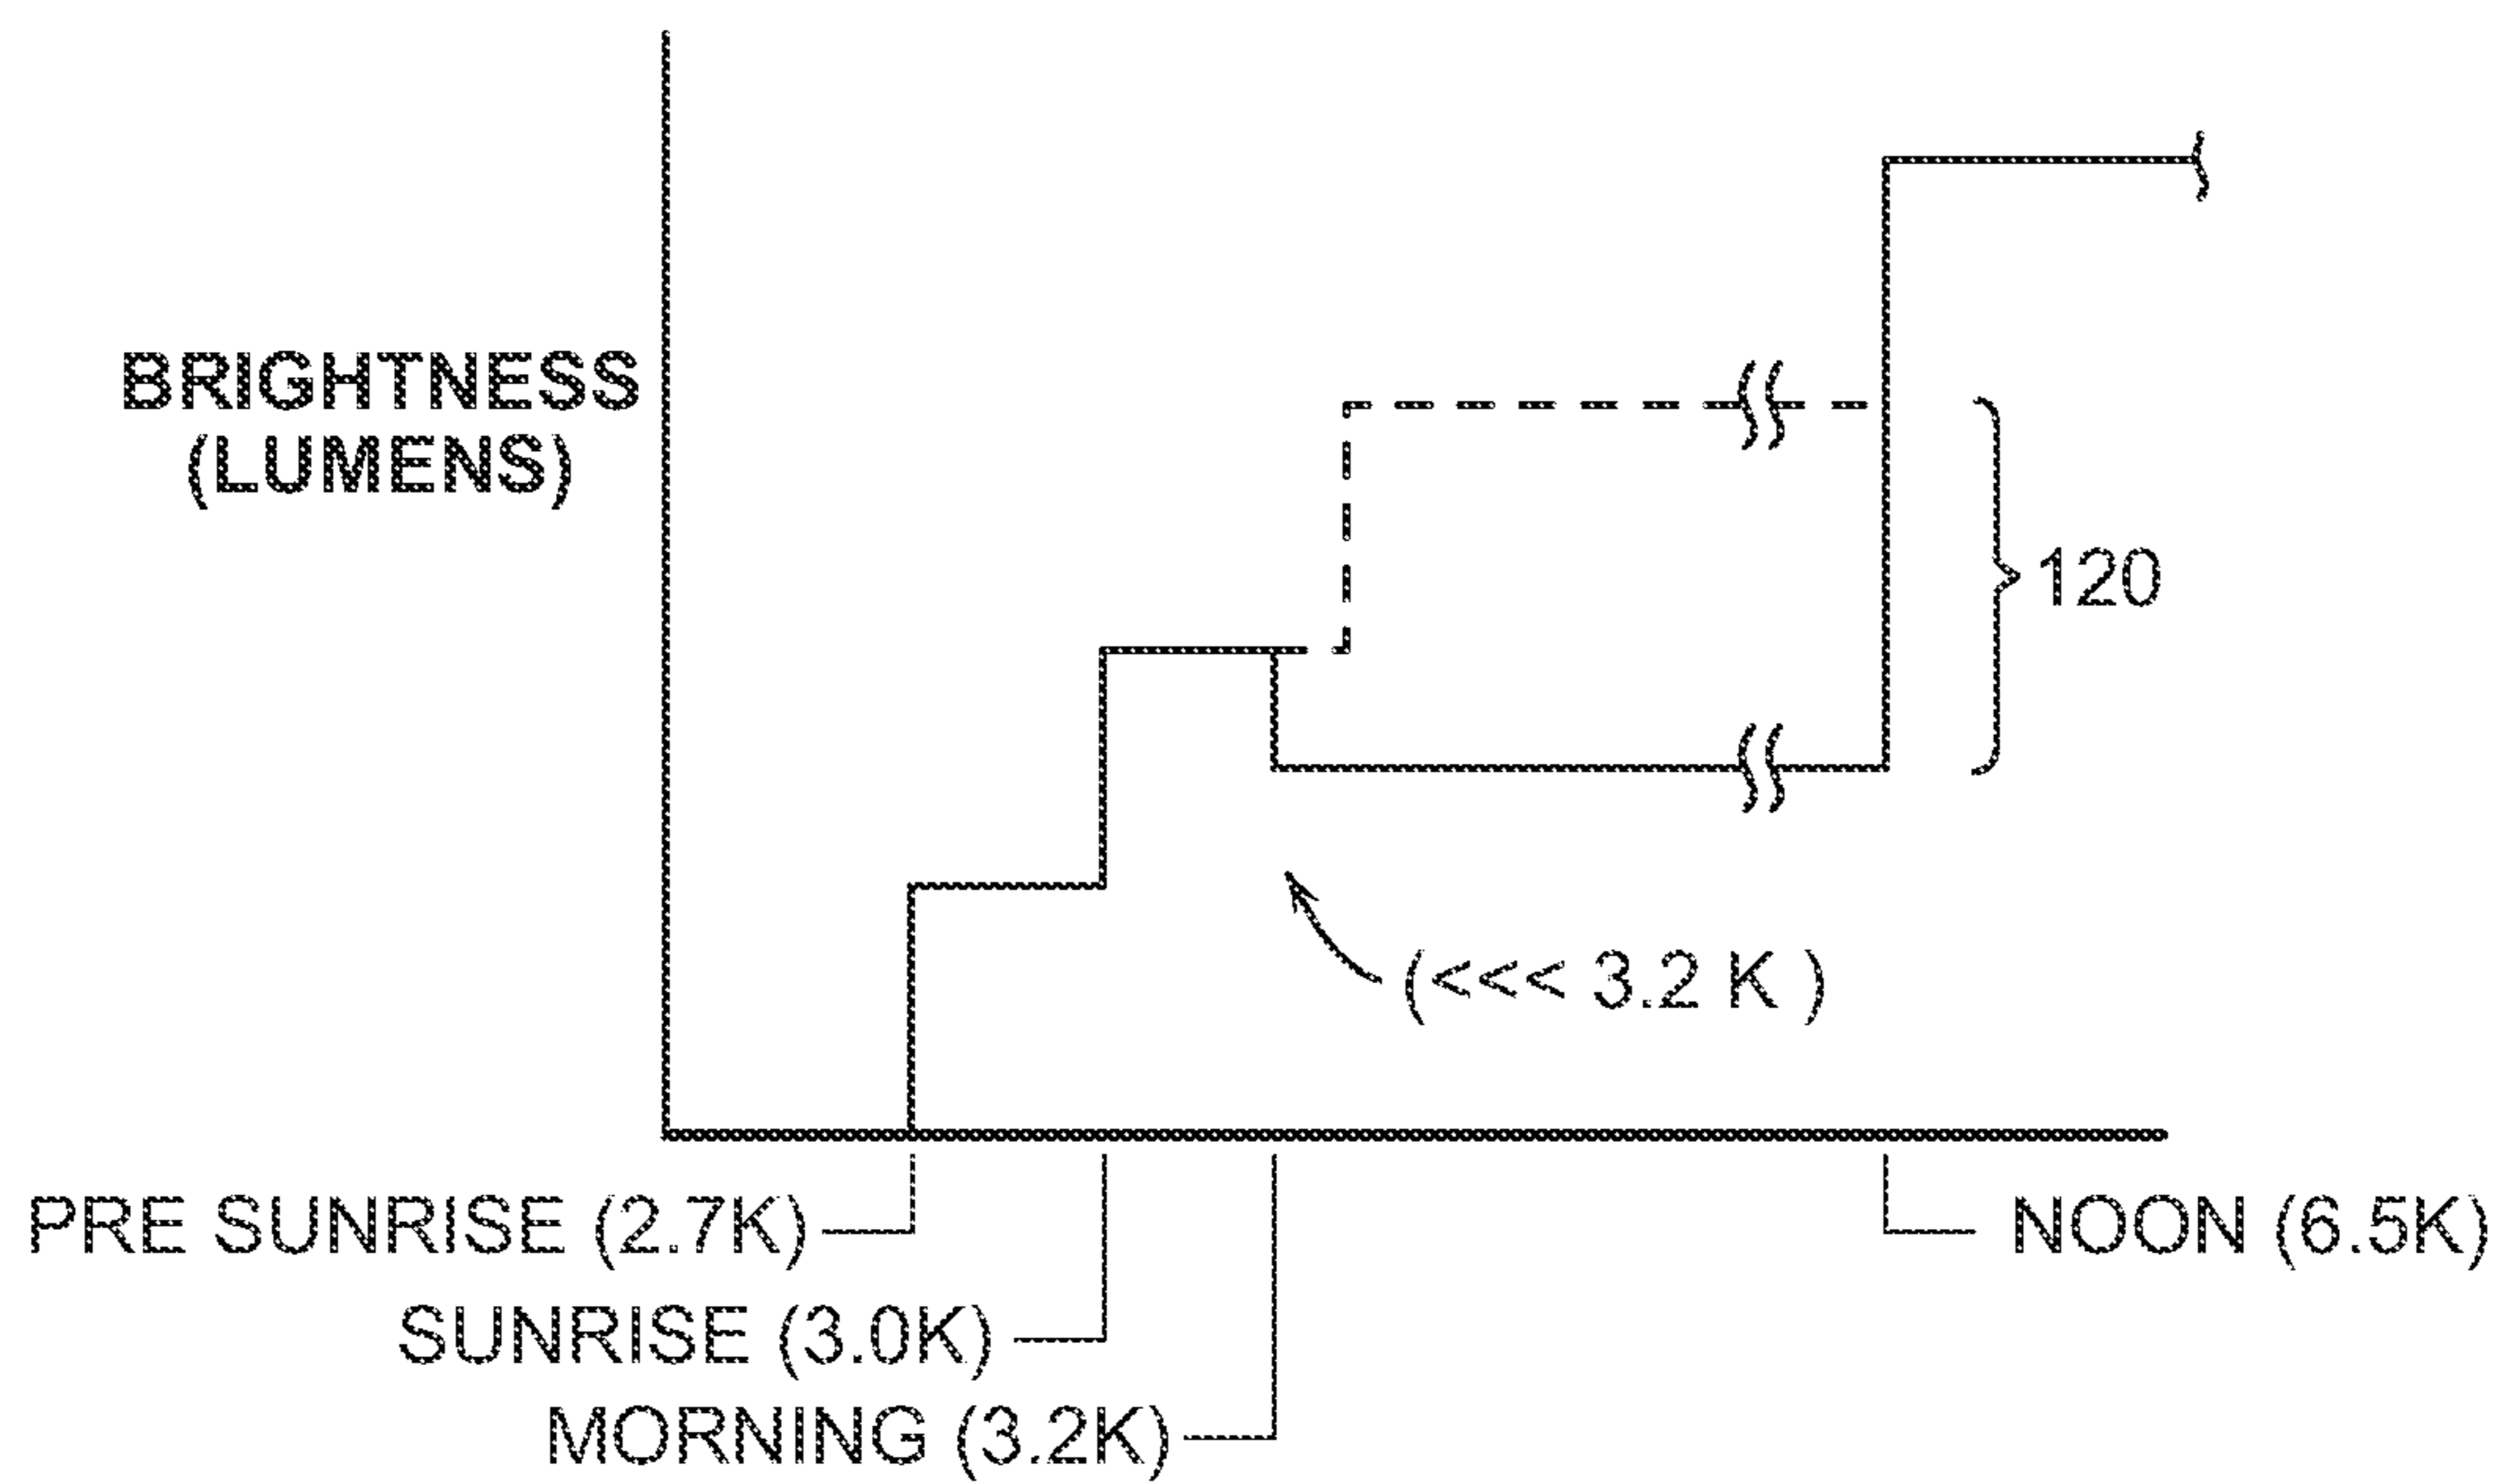 BRIGHTNESS
(LUMENS)
120
(<<< 3.2 K )
PRE SUNRISE (2.7K)
NOON (6.5K)
SUNRISE (3.0K)
MORNING (3.2K)